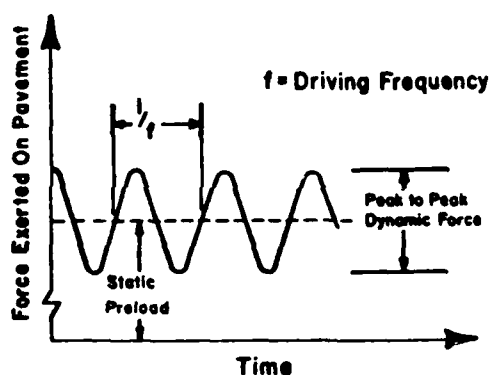 Force Exerted On Pavement
f = Driving Frequency
1/f
Peak to Peak
Dynamic Force
Static
Preload
Time